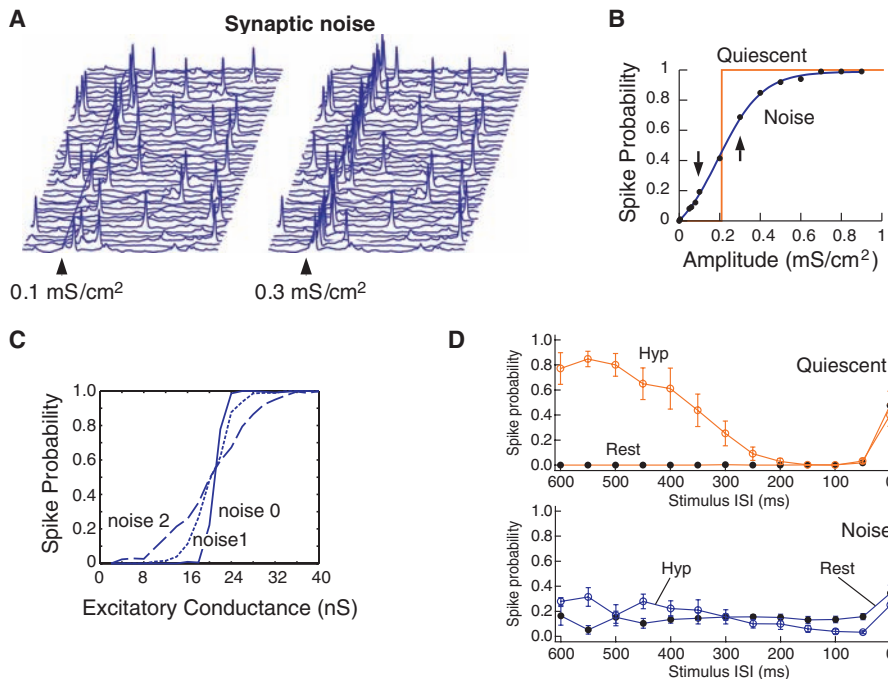 A
Synaptic noise
0.1 mS/cm²
0.3 mS/cm²
B
Quiescent
Noise
Spike Probability
1
0.8
0.6
0.4
0.2
0
0 0.2 0.4 0.6 0.8 1
Amplitude (mS/cm²)
C
Spike Probability
1.0
0.8
0.6
0.4
0.2
0
noise 2
noise 0
noise1
0 8 16 24 32 40
Excitatory Conductance (nS)
D
Spike probability
1.0
0.8
0.6
0.4
0.2
0.0
Hyp
Quiescent
Rest
600 500 400 300 200 100 0
Stimulus ISI (ms)
Spike probability
1.0
0.8
0.6
0.4
0.2
0.0
Noise
Hyp
Rest
600 500 400 300 200 100 0
Stimulus ISI (ms)